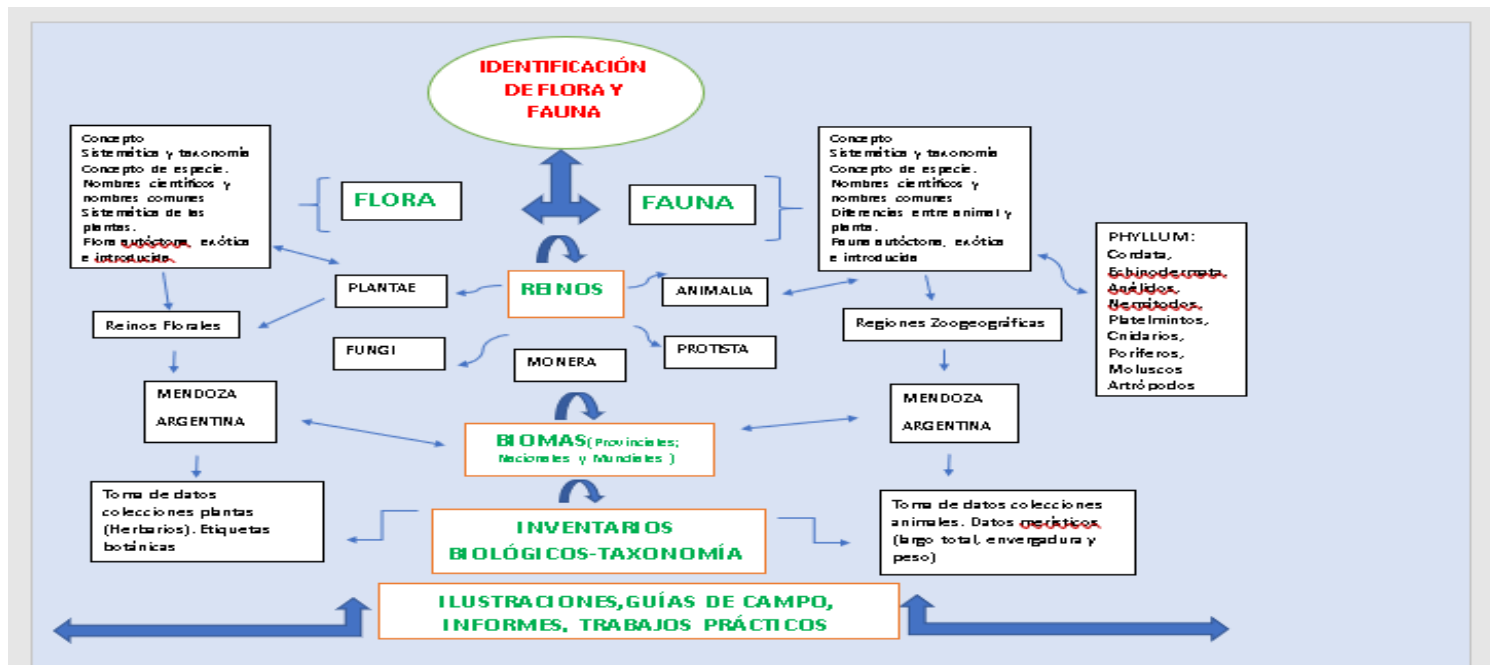 IDENTIFICACIÓN
DE FLORA Y
FAUNA
Concepto
Sistemática y taxonomía
Concepto de especie.
Nombres científicos y
nombres comunes
Sistemática de las
plantas.
Flora autóctona, exótica
e introducida
FLORA
FAUNA
Concepto
Sistemática y taxonomía
Concepto de especie.
Nombres científicos y
nombres comunes
Diferencias entre animal y
planta.
Fauna autóctona, exótica
e introducida
PHYLLUM:
Cordata,
Echinodermata,
Anélidos,
Nemátodos,
Platelmintos,
Cnidarios,
Poríferos,
Moluscos
Artrópodos
PLANTAE
REINOS
ANIMALIA
Reinos Florales
FUNGI
MONERA
PROTISTA
Regiones Zoogeográficas
MENDOZA
ARGENTINA
BIOMAS(Provinciales;
Nacionales y Mundiales )
MENDOZA
ARGENTINA
Toma de datos
colecciones plantas
(Herbarios). Etiquetas
botánicas
INVENTARIOS
BIOLÓGICOS-TAXONOMÍA
Toma de datos colecciones
animales. Datos merísticos
(largo total, envergadura y
peso)
ILUSTRACIONES,GUÍAS DE CAMPO,
INFORMES, TRABAJOS PRÁCTICOS